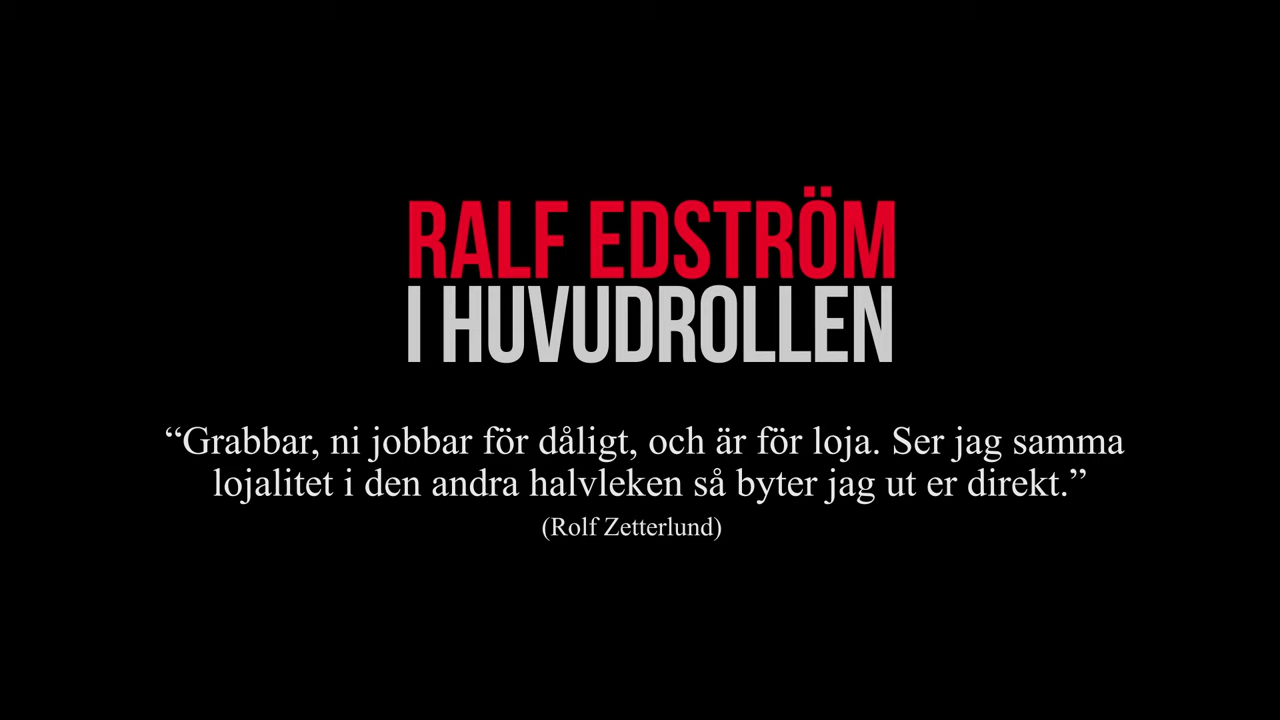 RALF EDSTRÖM
I HUVUDROLLEN
“Grabbar, ni jobbar för dåligt, och är för loja. Ser jag samma
lojalitet i den andra halvleken så byter jag ut er direkt.”
(Rolf Zetterlund)